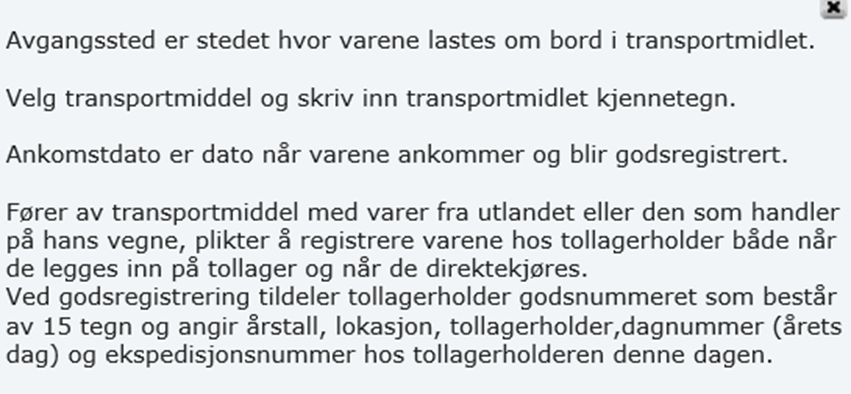 Avgangssted er stedet hvor varene lastes om bord i transportmidlet.
Velg transportmiddel og skriv inn transportmidlet kjennetegn.
Ankomstdato er dato når varene ankommer og blir godsregistrert.
Fører av transportmiddel med varer fra utlandet eller den som handler
på hans vegne, plikter å registrere varene hos tollagerholder både når
de legges inn på tollager og når de direktekjøres.
Ved godsregistrering tildeler tollagerholder godsnummeret som består
av 15 tegn og angir årstall, lokasjon, tollagerholder,dagnummer (årets
dag) og ekspedisjonsnummer hos tollagerholderen denne dagen.